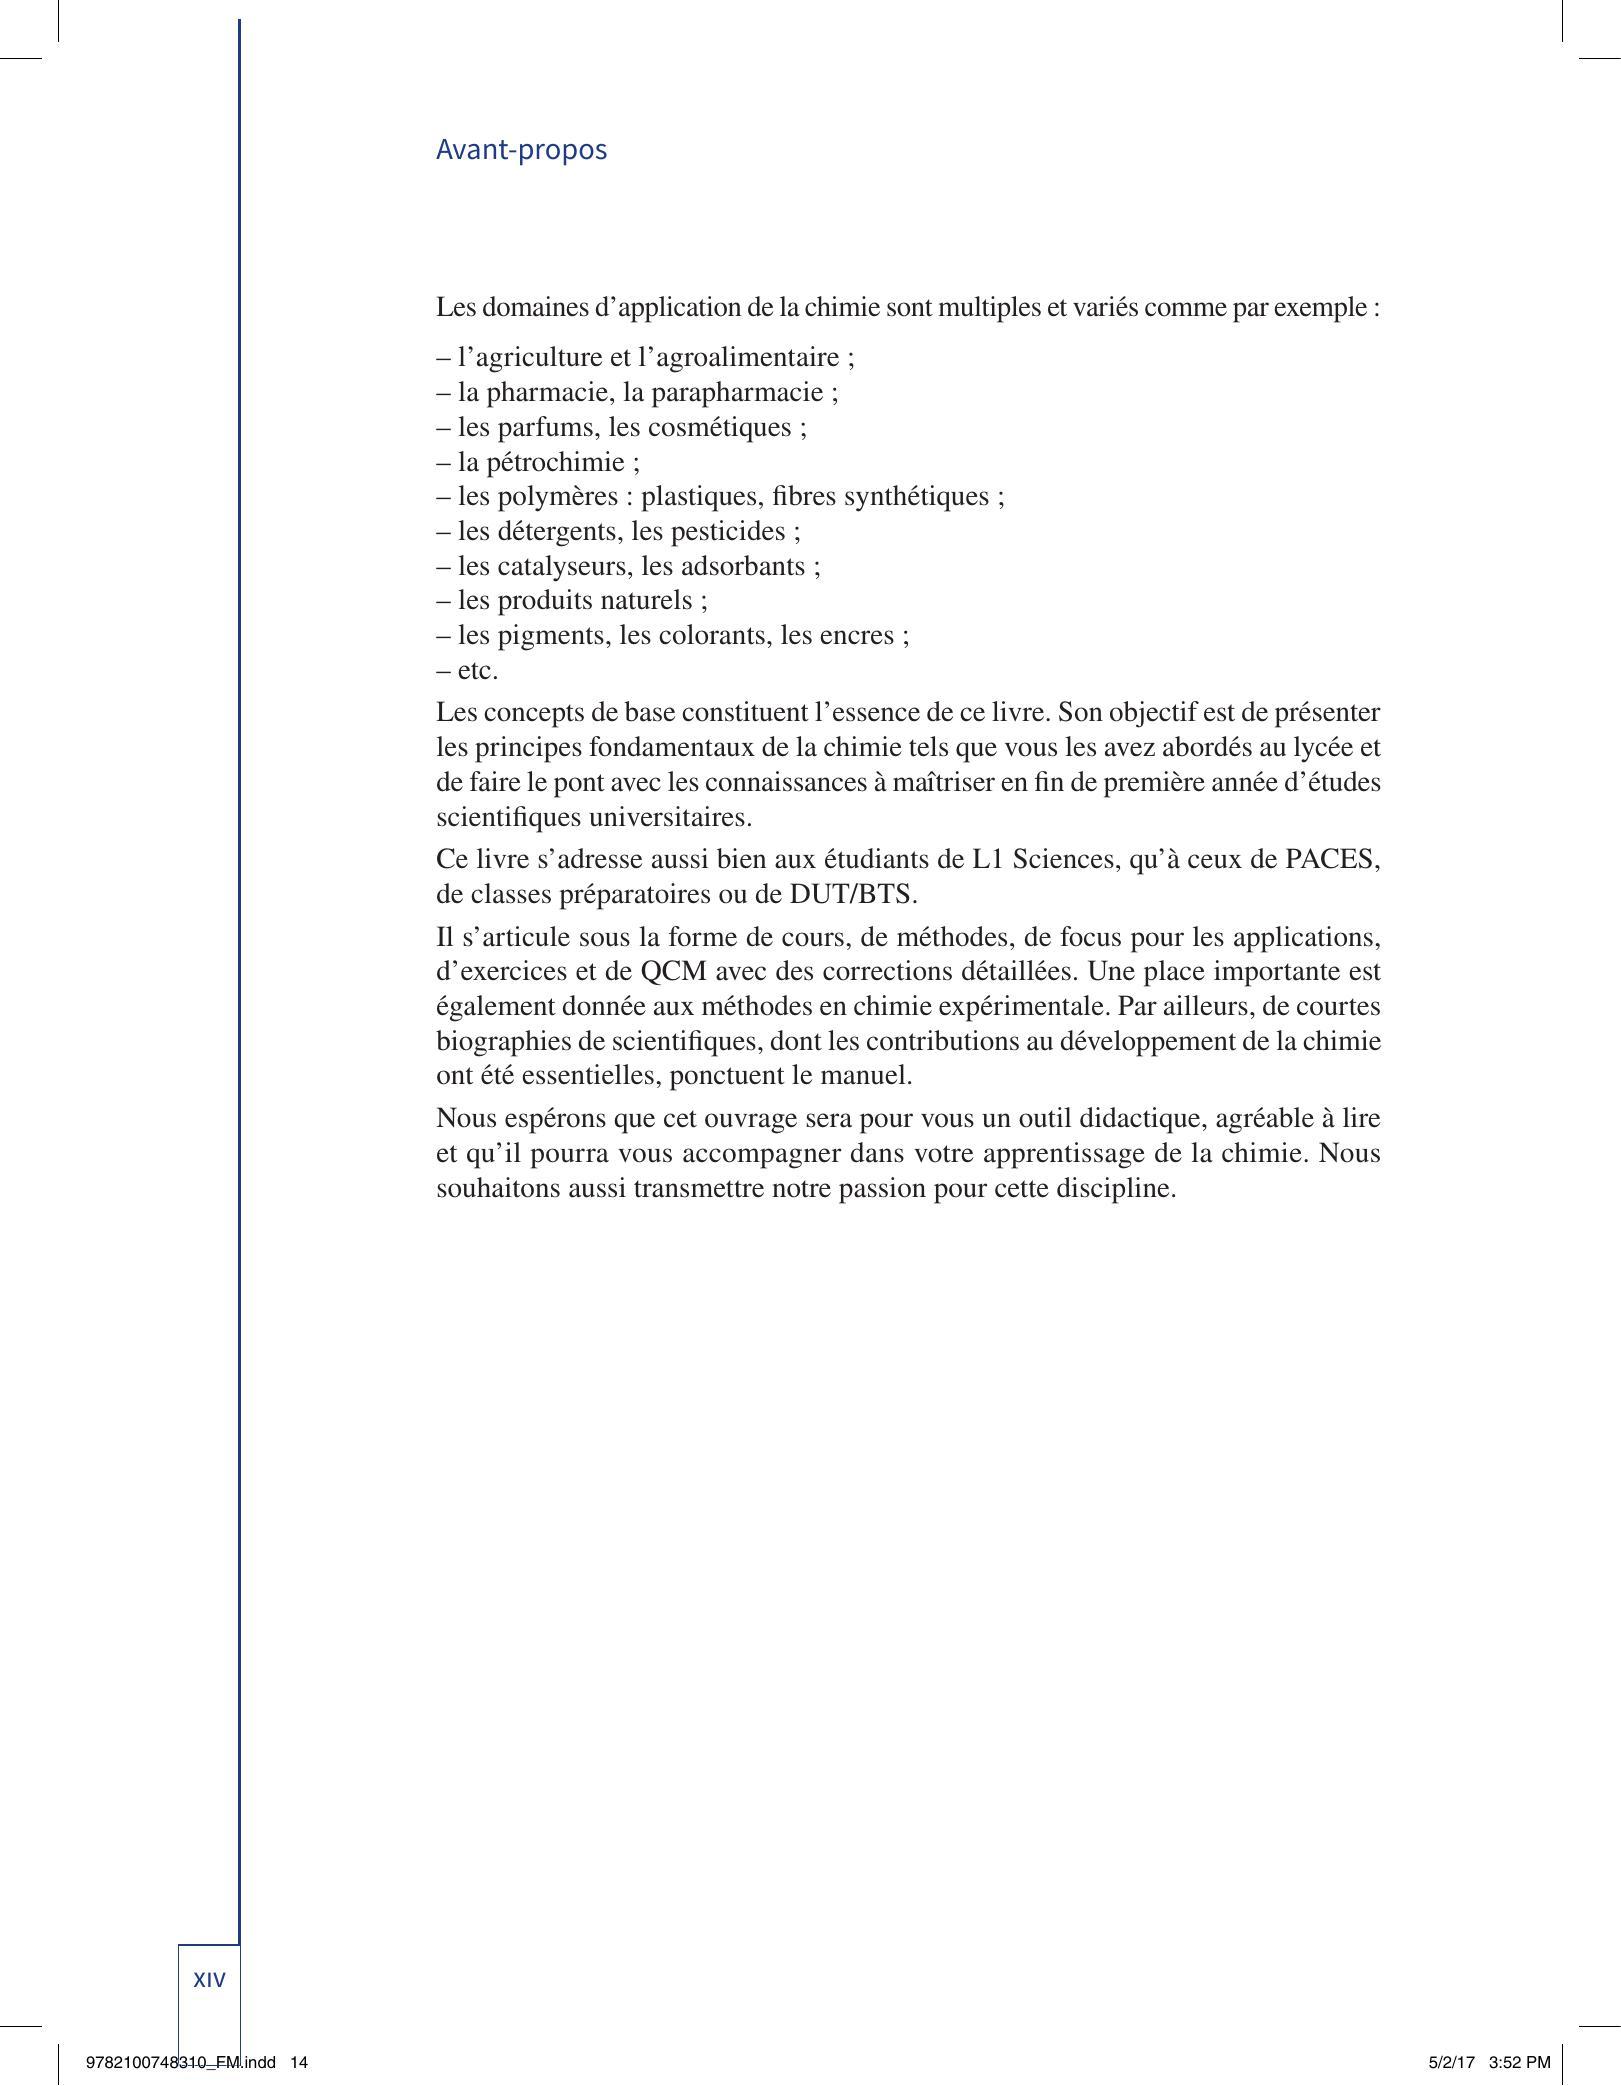 Avant-propos
Les domaines d’application de la chimie sont multiples et variés comme par exemple :
– l’agriculture et l’agroalimentaire ;
– la pharmacie, la parapharmacie ;
– les parfums, les cosmétiques ;
– la pétrochimie ;
– les polymères : plastiques, fibres synthétiques ;
– les détergents, les pesticides ;
– les catalyseurs, les adsorbants ;
– les produits naturels ;
– les pigments, les colorants, les encres ;
– etc.
Les concepts de base constituent l’essence de ce livre. Son objectif est de présenter
les principes fondamentaux de la chimie tels que vous les avez abordés au lycée et
de faire le pont avec les connaissances à maîtriser en fin de première année d’études
scientifiques universitaires.
Ce livre s’adresse aussi bien aux étudiants de L1 Sciences, qu’à ceux de PACES,
de classes préparatoires ou de DUT/BTS.
Il s’articule sous la forme de cours, de méthodes, de focus pour les applications,
d’exercices et de QCM avec des corrections détaillées. Une place importante est
également donnée aux méthodes en chimie expérimentale. Par ailleurs, de courtes
biographies de scientifiques, dont les contributions au développement de la chimie
ont été essentielles, ponctuent le manuel.
Nous espérons que cet ouvrage sera pour vous un outil didactique, agréable à lire
et qu’il pourra vous accompagner dans votre apprentissage de la chimie. Nous
souhaitons aussi transmettre notre passion pour cette discipline.
XIV
9782100748310_FM.indd 14
5/2/17 3:52 PM